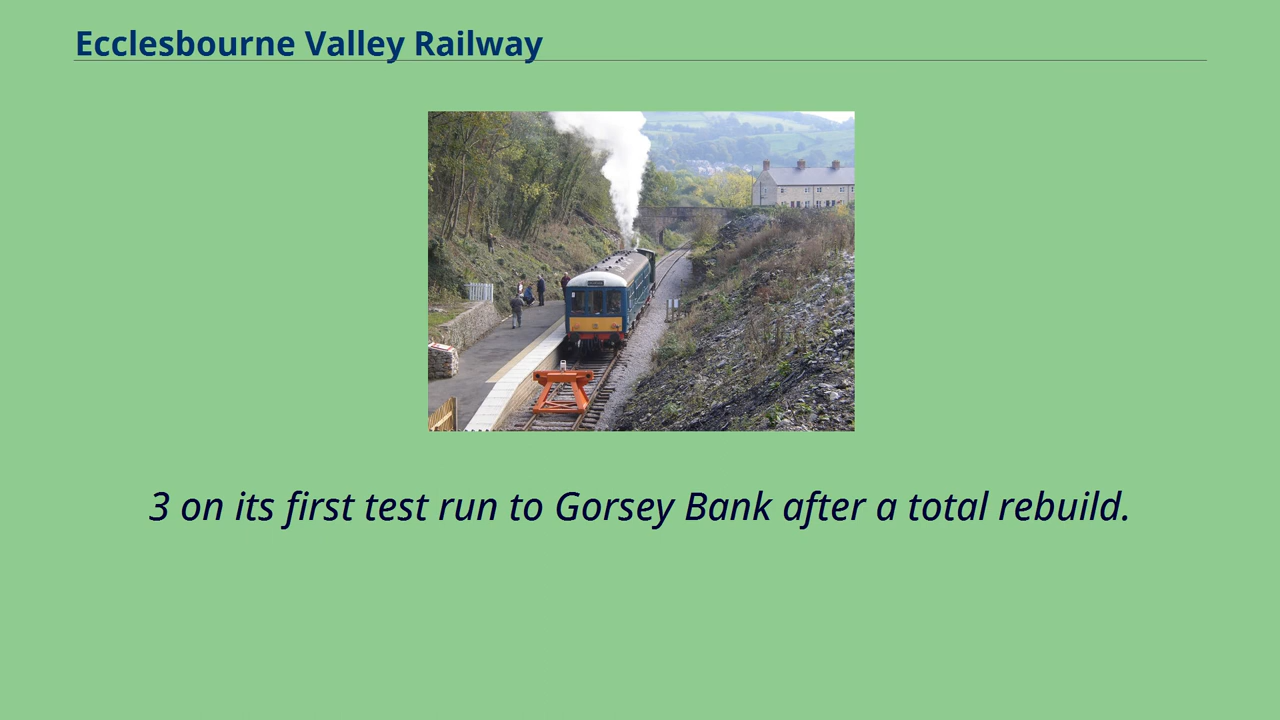 Ecclesbourne Valley Railway
3 on its first test run to Gorsey Bank after a total rebuild.